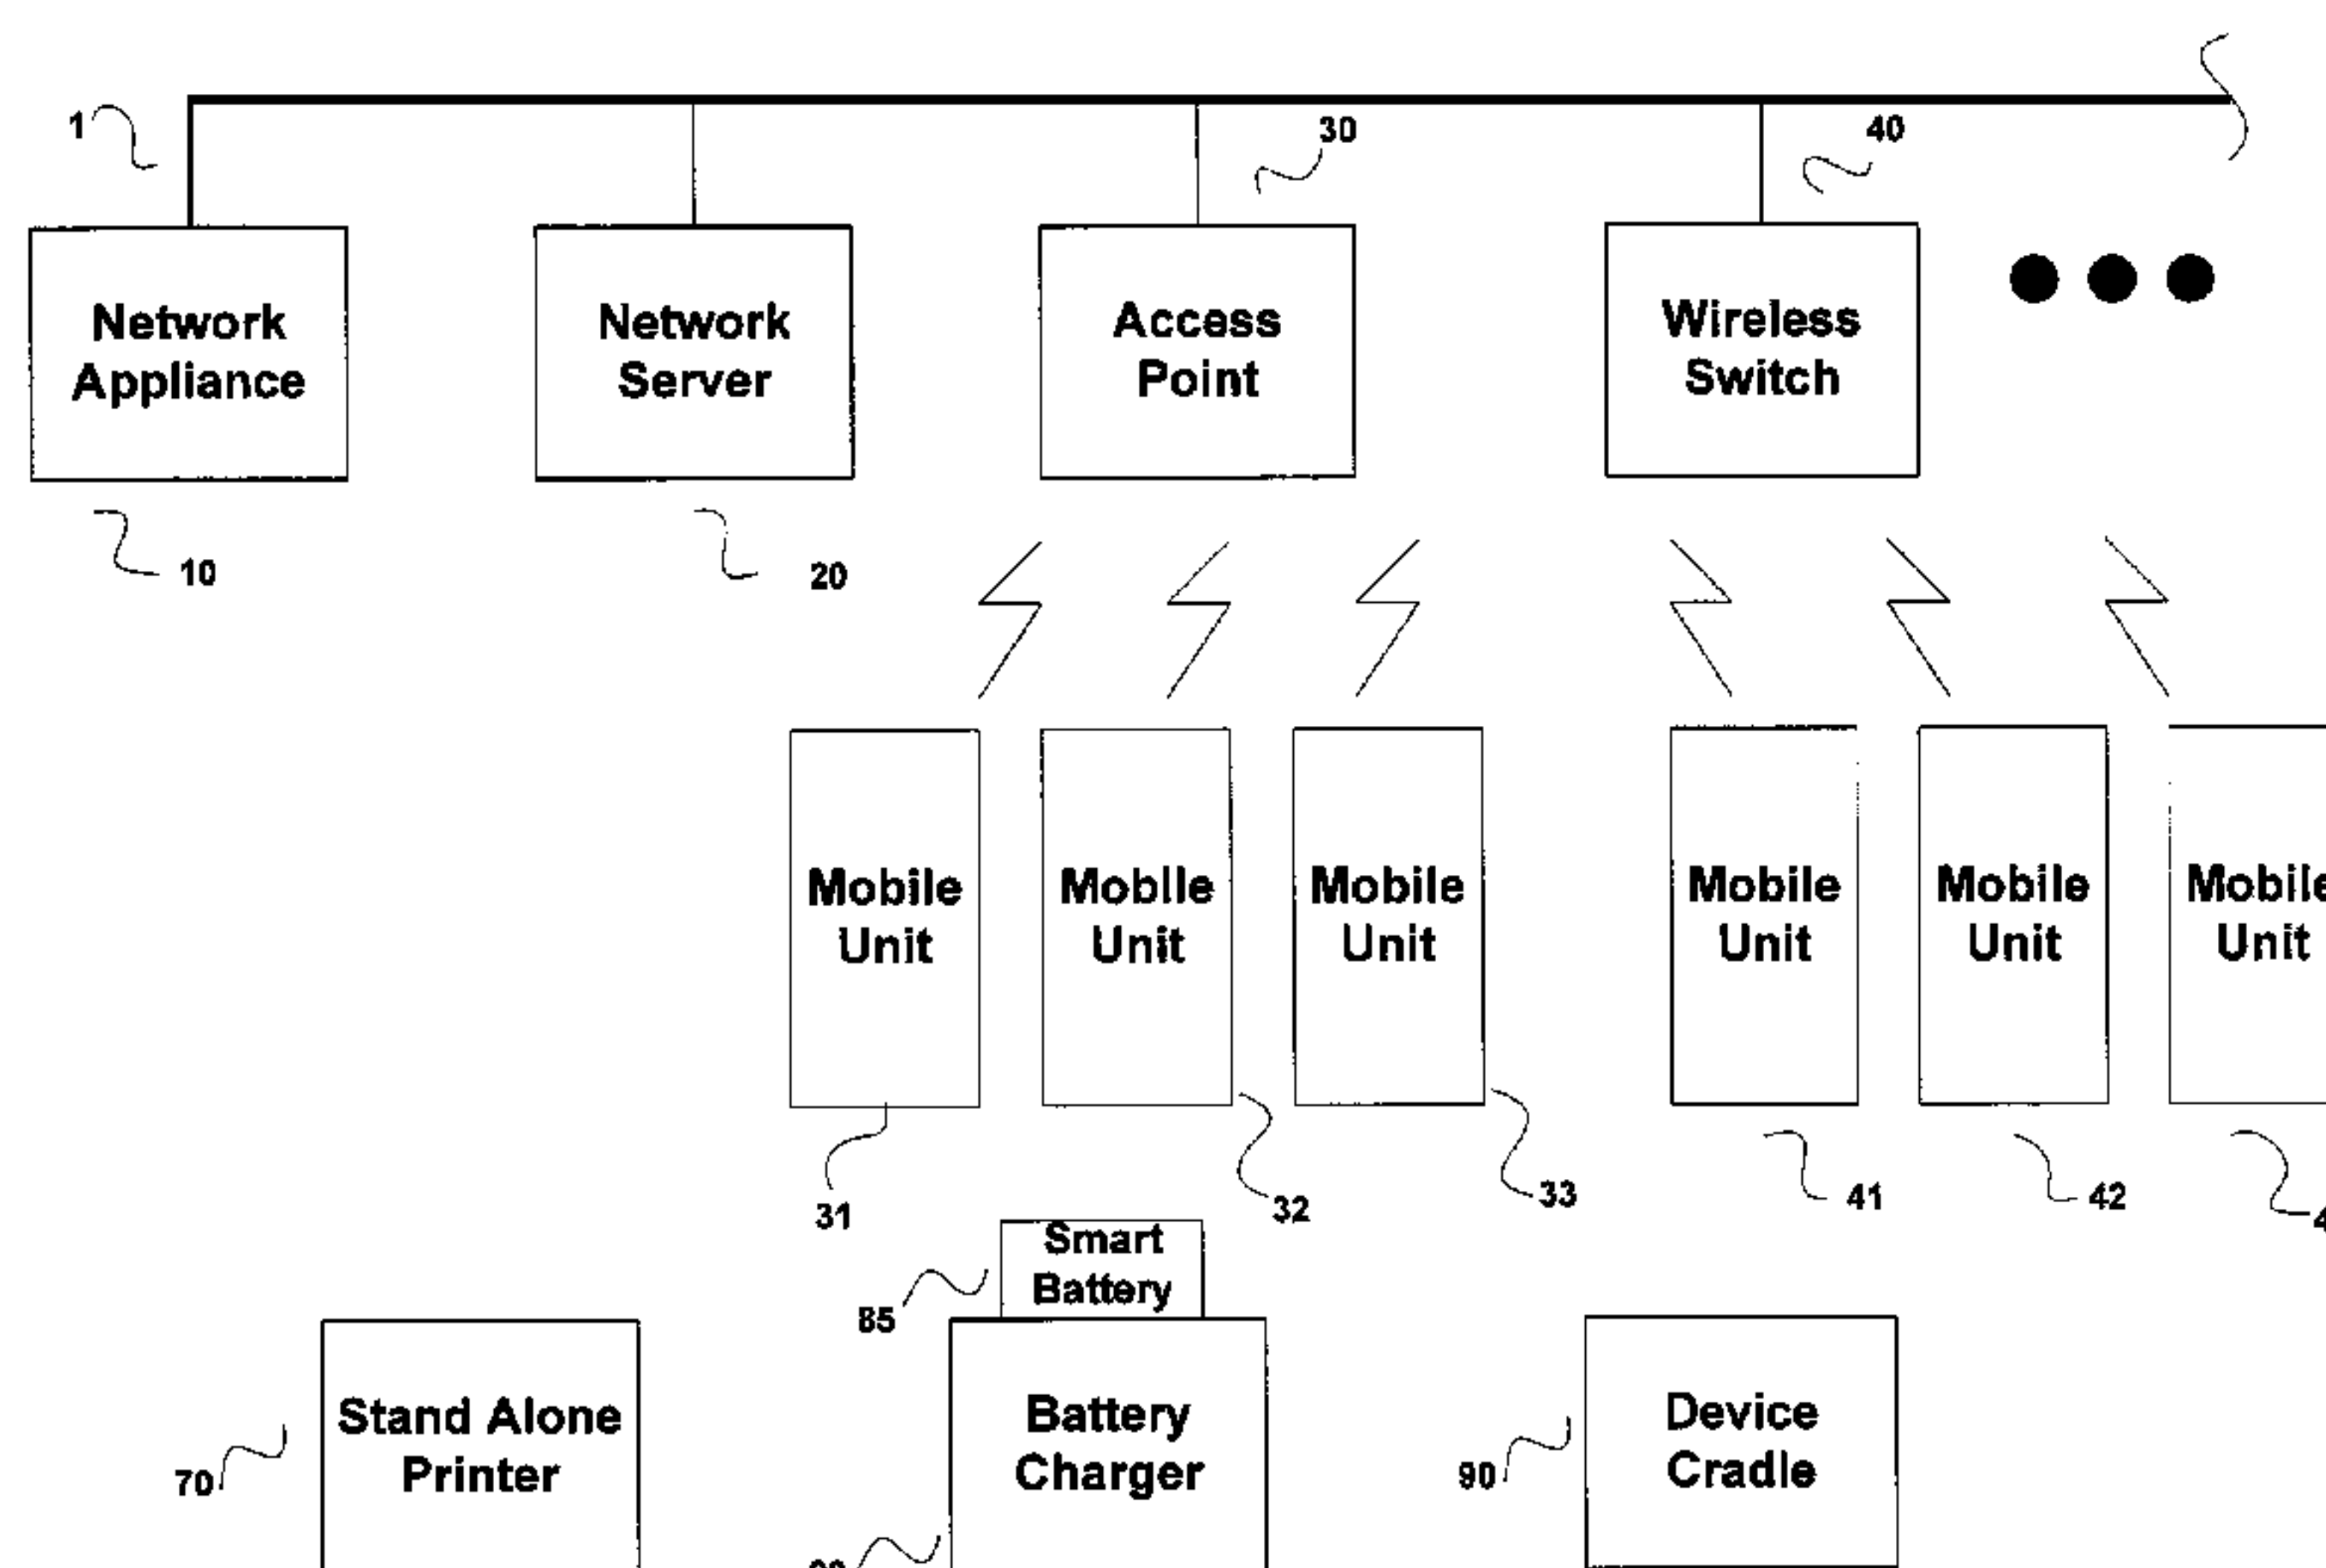 1
30
40
Network
Appliance
Network
Server
Access
Point
Wireless
Switch
10
20
Mobile
Unit
Mobile
Unit
Mobile
Unit
Mobile
Unit
Mobile
Unit
Mobile
Unit
31
32
33
41
42
Smart
Battery
85
Stand Alone
Printer
70
Battery
Charger
Device
Cradle
90